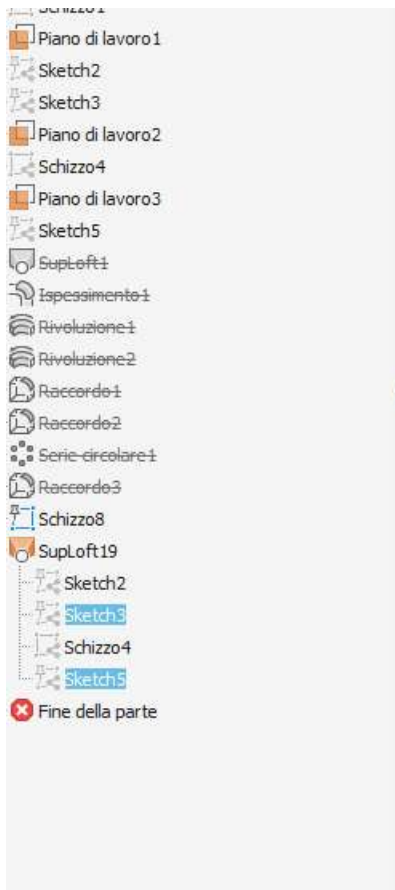 Schizzo1
Piano di lavoro1
Sketch2
Sketch3
Piano di lavoro2
Schizzo4
Piano di lavoro3
Sketch5
SupLoft1
Ispessimento1
Rivoluzione1
Rivoluzione2
Raccordo1
Raccordo2
Serie circolare1
Raccordo3
Schizzo8
SupLoft19
Sketch2
Sketch3
Schizzo4
Sketch5
Fine della parte